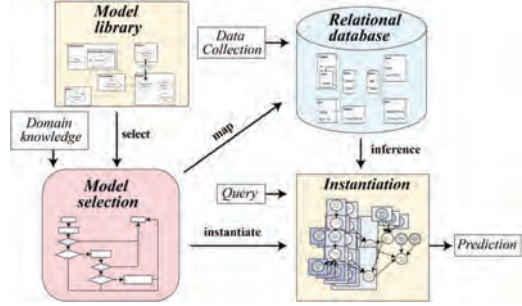 Model
library
Data
Collection
Relational
database
Domain
knowledge
select
map
inference
Model
selection
Query
Instantiation
instantiate
Prediction